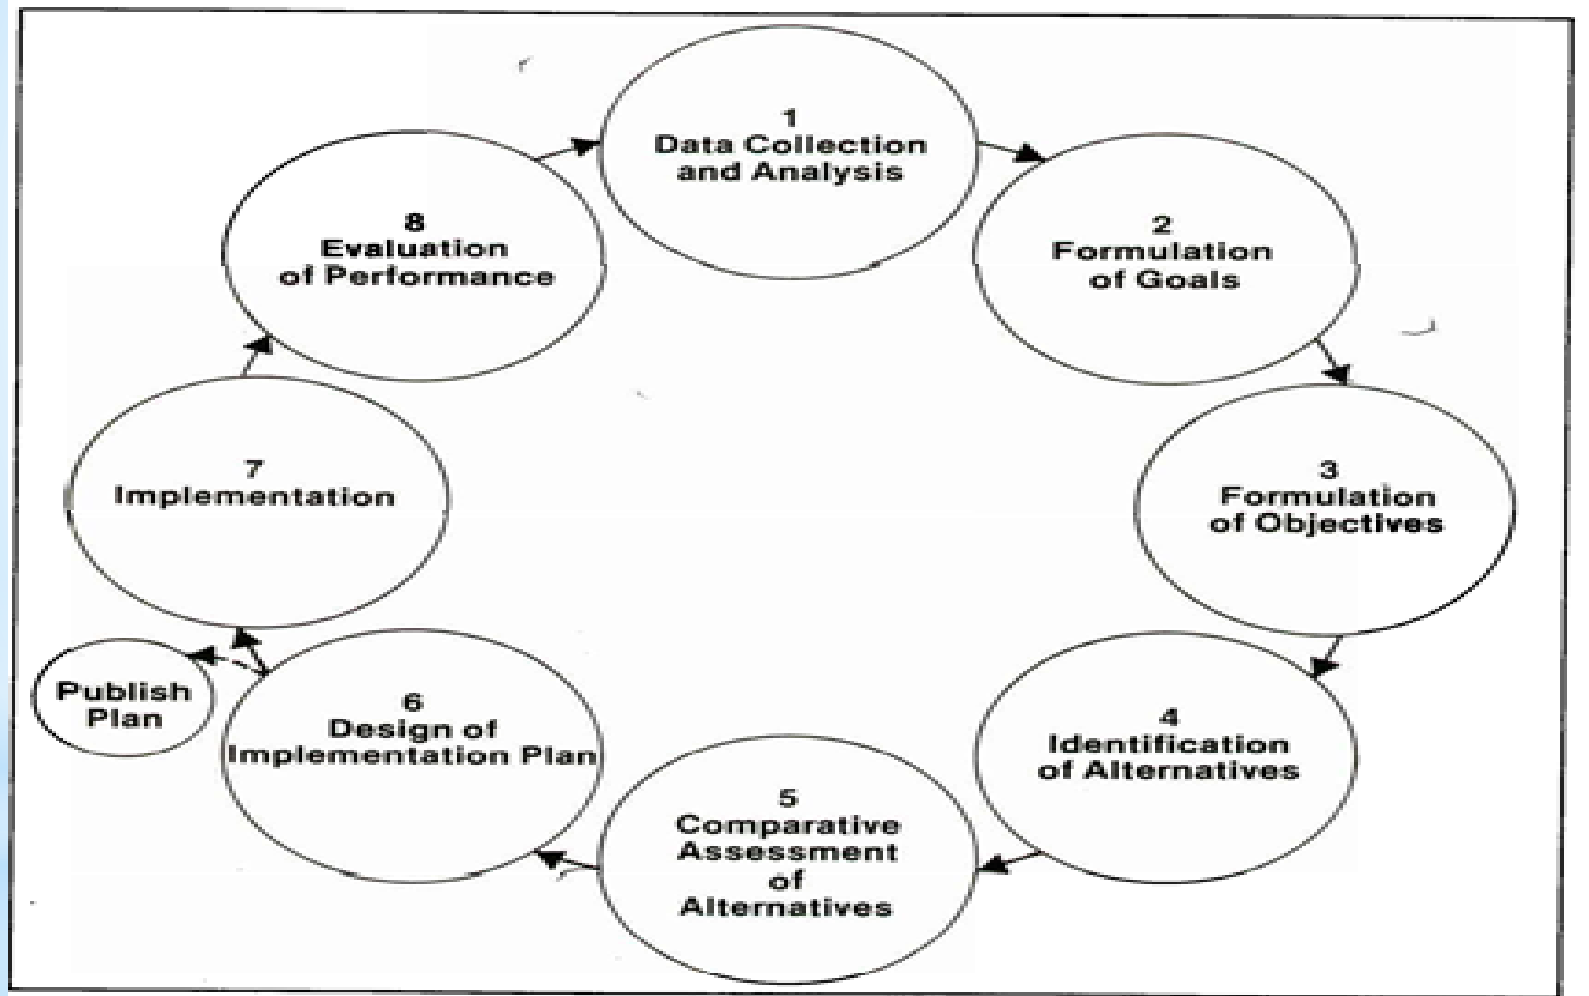 1
Data Collection
and Analysis
2
Formulation
of Goals
3
Formulation
of Objectives
4
Identification
of Alternatives
5
Comparative
Assessment
of
Alternatives
6
Design of
Implementation Plan
Publish
Plan
7
Implementation
8
Evaluation
of Performance